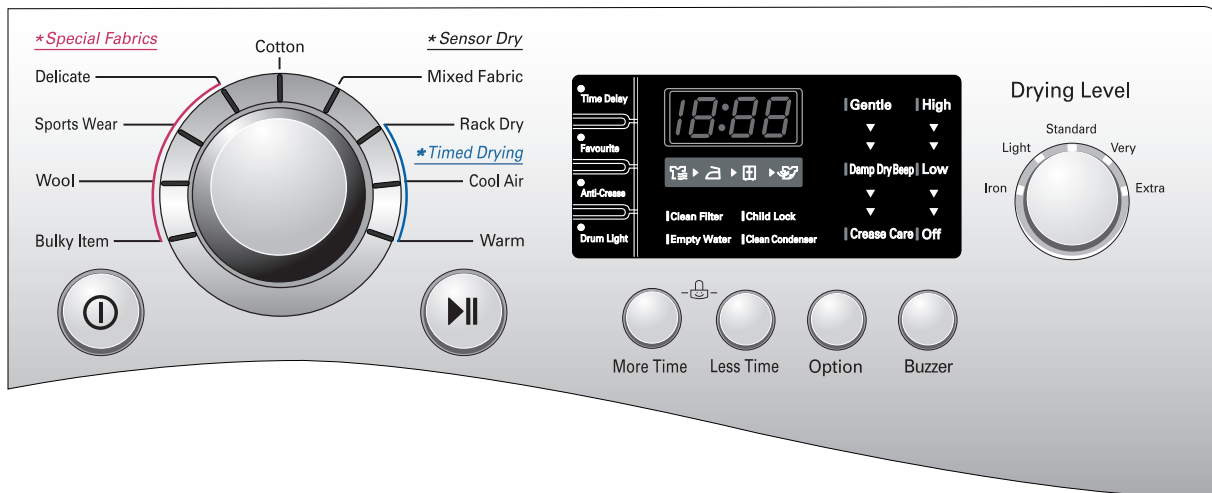 *Special Fabrics
Cotton
*Sensor Dry
Delicate
Mixed Fabric
Sports Wear
Rack Dry
*Timed Drying
Wool
Cool Air
Bulky Item
Warm
Time Delay
Favourite
Anti-Crease
Drum Light
18:88
Clean Filter
Child Lock
Empty Water
Clean Condenser
Gentle
High
Damp Dry Beep
Low
Crease Care
Off
More Time
Less Time
Option
Buzzer
Drying Level
Standard
Light
Very
Iron
Extra